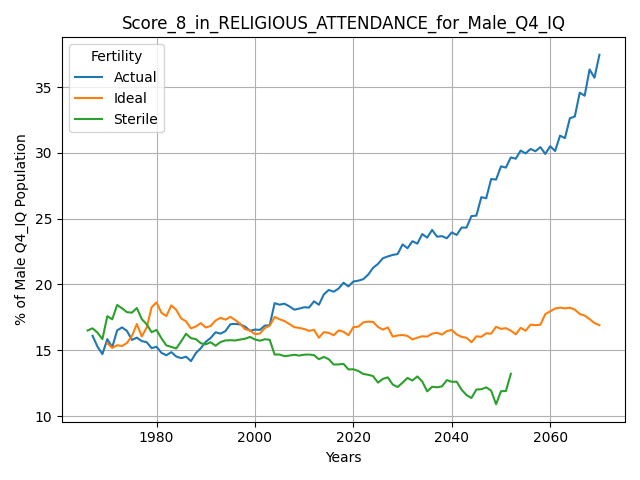 Score_8_in_RELIGIOUS_ATTENDANCE_for_Male_Q4_IQ
Fertility
Actual
Ideal
Sterile
% of Male Q4_IQ Population
35
30
25
20
15
10
1980
2000
2020
2040
2060
Years